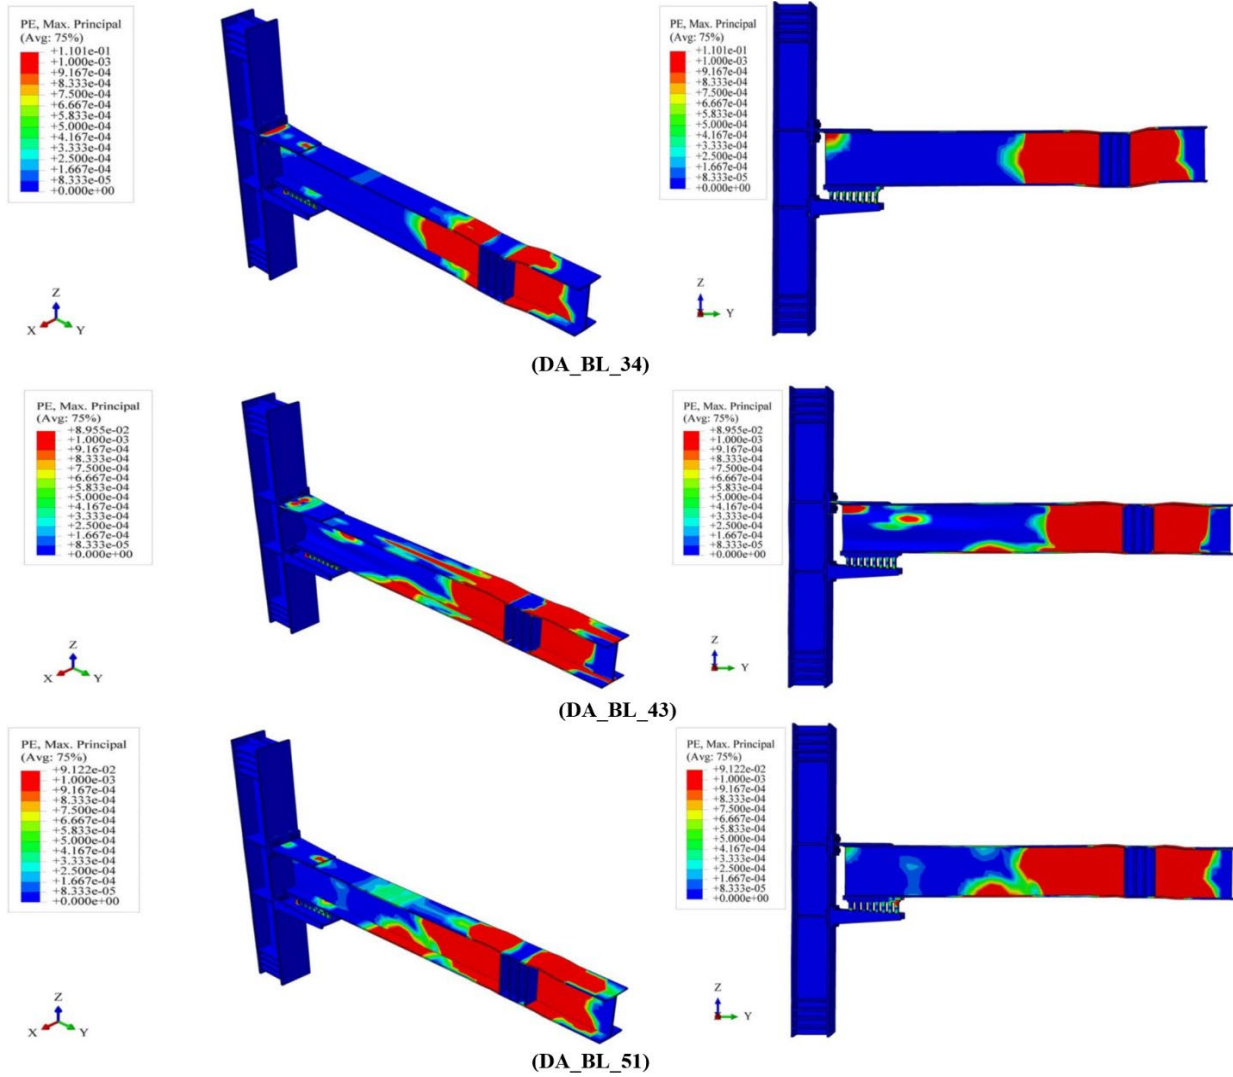 PE, Max. Principal
(Avg: 75%)
+1.101e-01
+1.000e-03
+9.167e-04
+8.333e-04
+7.500e-04
+6.667e-04
+5.833e-04
+5.000e-04
+4.167e-04
+3.333e-04
+2.500e-04
+1.667e-04
+8.333e-05
+0.000e+00
Z
X
Y
PE, Max. Principal
(Avg: 75%)
+1.101e-01
+1.000e-03
+9.167e-04
+8.333e-04
+7.500e-04
+6.667e-04
+5.833e-04
+5.000e-04
+4.167e-04
+3.333e-04
+2.500e-04
+1.667e-04
+8.333e-05
+0.000e+00
Z
Y
(DA_BL_34)
PE, Max. Principal
(Avg: 75%)
+8.955e-02
+1.000e-03
+9.167e-04
+8.333e-04
+7.500e-04
+6.667e-04
+5.833e-04
+5.000e-04
+4.167e-04
+3.333e-04
+2.500e-04
+1.667e-04
+8.333e-05
+0.000e+00
Z
X
Y
PE, Max. Principal
(Avg: 75%)
+8.955e-02
+1.000e-03
+9.167e-04
+8.333e-04
+7.500e-04
+6.667e-04
+5.833e-04
+5.000e-04
+4.167e-04
+3.333e-04
+2.500e-04
+1.667e-04
+8.333e-05
+0.000e+00
Z
Y
(DA_BL_43)
PE, Max. Principal
(Avg: 75%)
+9.122e-02
+1.000e-03
+9.167e-04
+8.333e-04
+7.500e-04
+6.667e-04
+5.833e-04
+5.000e-04
+4.167e-04
+3.333e-04
+2.500e-04
+1.667e-04
+8.333e-05
+0.000e+00
Z
X
Y
PE, Max. Principal
(Avg: 75%)
+9.122e-02
+1.000e-03
+9.167e-04
+8.333e-04
+7.500e-04
+6.667e-04
+5.833e-04
+5.000e-04
+4.167e-04
+3.333e-04
+2.500e-04
+1.667e-04
+8.333e-05
+0.000e+00
Z
Y
(DA_BL_51)